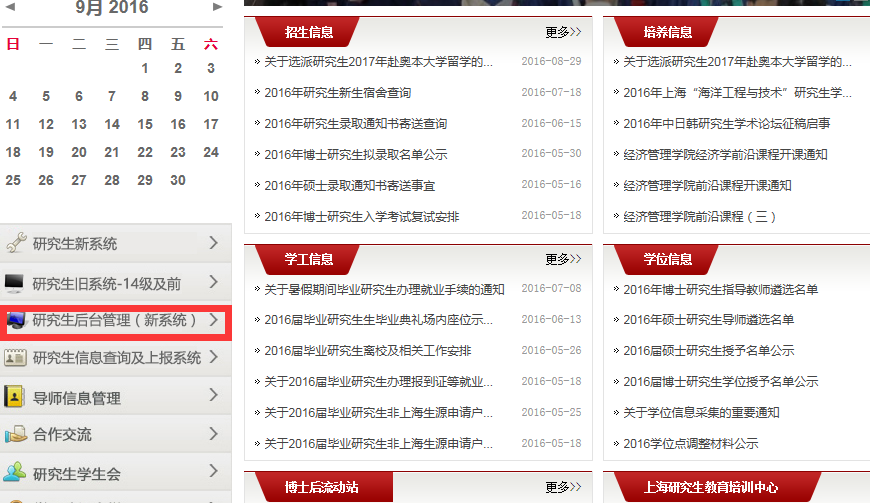 9月 2016
日 一 二 三 四 五 六
1 2 3
4 5 6 7 8 9 10
11 12 13 14 15 16 17
18 19 20 21 22 23 24
25 26 27 28 29 30
研究生新系统
研究生旧系统-14级及前
研究生后台管理（新系统）
研究生信息查询及上报系统
导师信息管理
合作交流
研究生学生会
招生信息 更多
关于选派研究生2017年赴奥本大学留学的... 2016-08-29
2016年研究生新生宿舍查询 2016-07-18
2016年研究生录取通知书寄送查询 2016-06-15
2016年博士研究生拟录取名单公示 2016-05-30
2016年硕士录取通知书寄送事宜 2016-05-16
2016年博士研究生入学考试复试安排 2016-05-18
学工信息 更多
关于暑假期间毕业研究生办理就业手续的通知 2016-07-08
2016届毕业研究生生毕业典礼场内座位示... 2016-06-13
2016届毕业研究生离校及相关工作安排 2016-05-26
关于2016届毕业研究生办理报到证等就业... 2016-05-18
关于2016届毕业研究生非上海生源申请户... 2016-05-25
关于2016届毕业研究生非上海生源申请户... 2016-05-18
博士后流动站 更多
培养信息
关于选派研究生2017年赴奥本大学留学的...
2016年上海“海洋工程与技术”研究生学...
2016年中日韩研究生学术论坛征稿启事
经济管理学院经济学前沿课程开课通知
经济管理学院前沿课程开课通知
经济管理学院前沿课程（三）
学位信息
2016年博士研究生指导教师遴选名单
2016年硕士研究生导师遴选名单
2016届硕士研究生授予名单公示
2016届博士研究生学位授予名单公示
关于学位信息采集的重要通知
2016学位点调整材料公示
上海研究生教育培训中心